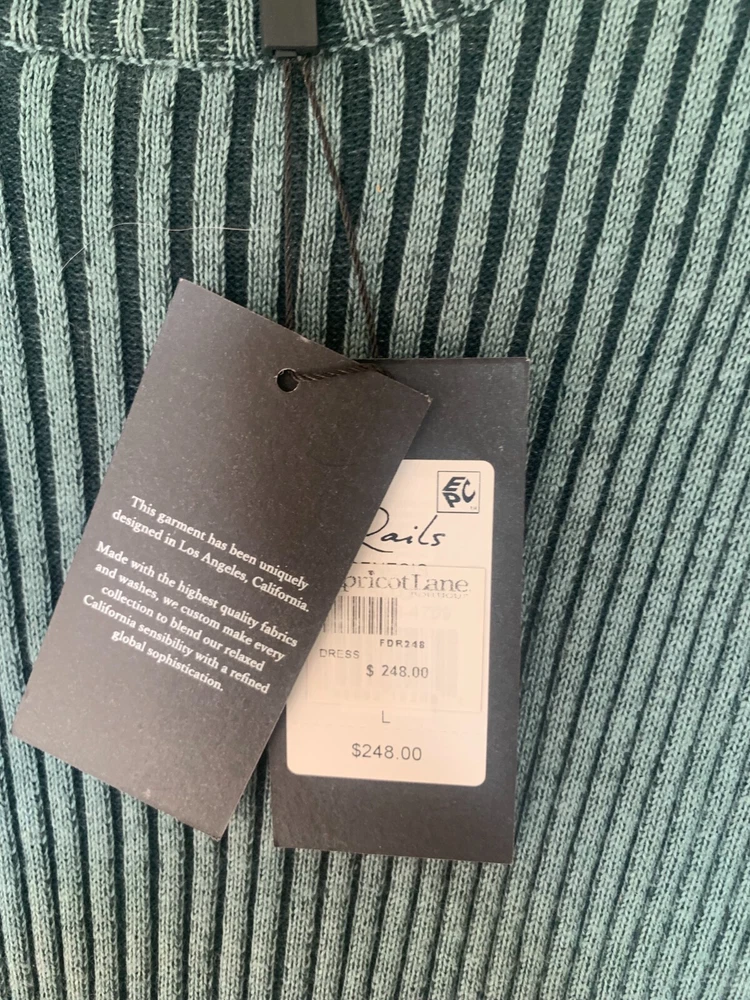 This garment has been uniquely
designed in Los Angeles, California.
Made with the highest quality fabrics
and washes, we custom make every
collection to blend our relaxed
California sensibility with a refined
global sophistication.
EPC
Rails
pricotLane
BOUTIQUE
FDR248
DRESS
$ 248.00
L
$248.00